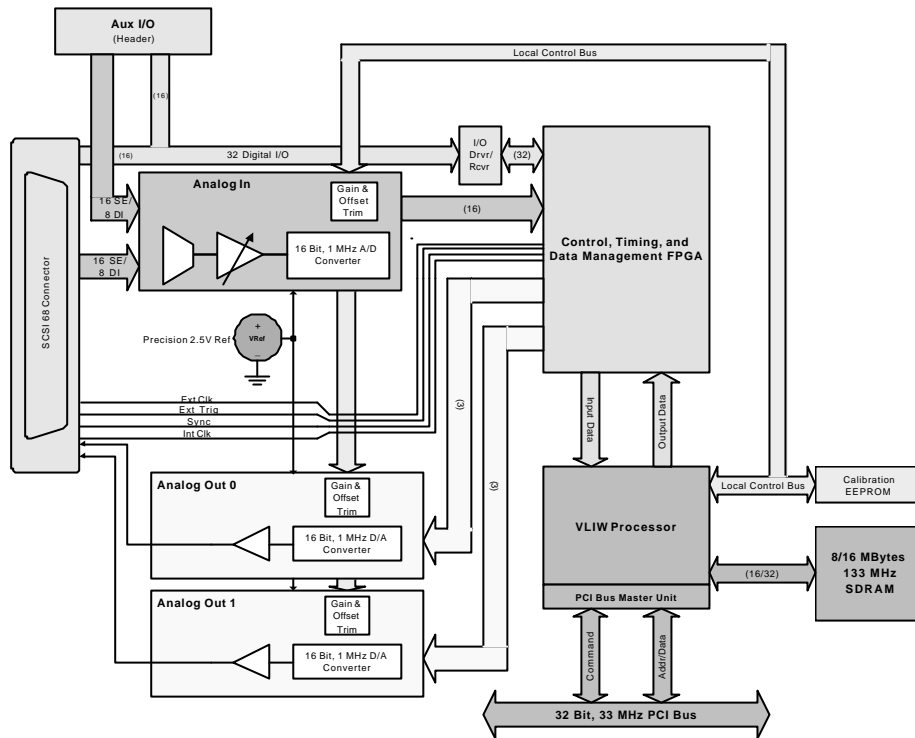 Aux I/O
(Header)
Local Control Bus
(16)
(16)
32 Digital I/O
I/O
Drvr/
Rcvr
(32)
SCSI 68 Connector
16 SE/
8 DI
16 SE/
8 DI
Analog In
Gain &
Offset
Trim
16 Bit, 1 MHz A/D
Converter
(16)
Control, Timing, and
Data Management FPGA
Precision 2.5V Ref
+
VRef
–
Ext Clk
Ext Trig
Sync
Int Clk
(3)
(3)
Input Data
Output Data
Analog Out 0
Gain &
Offset
Trim
16 Bit, 1 MHz D/A
Converter
Analog Out 1
Gain &
Offset
Trim
16 Bit, 1 MHz D/A
Converter
VLIW Processor
PCI Bus Master Unit
Local Control Bus
Calibration
EEPROM
(16/32)
8/16 MBytes
133 MHz
SDRAM
Command
Addr/Data
32 Bit, 33 MHz PCI Bus